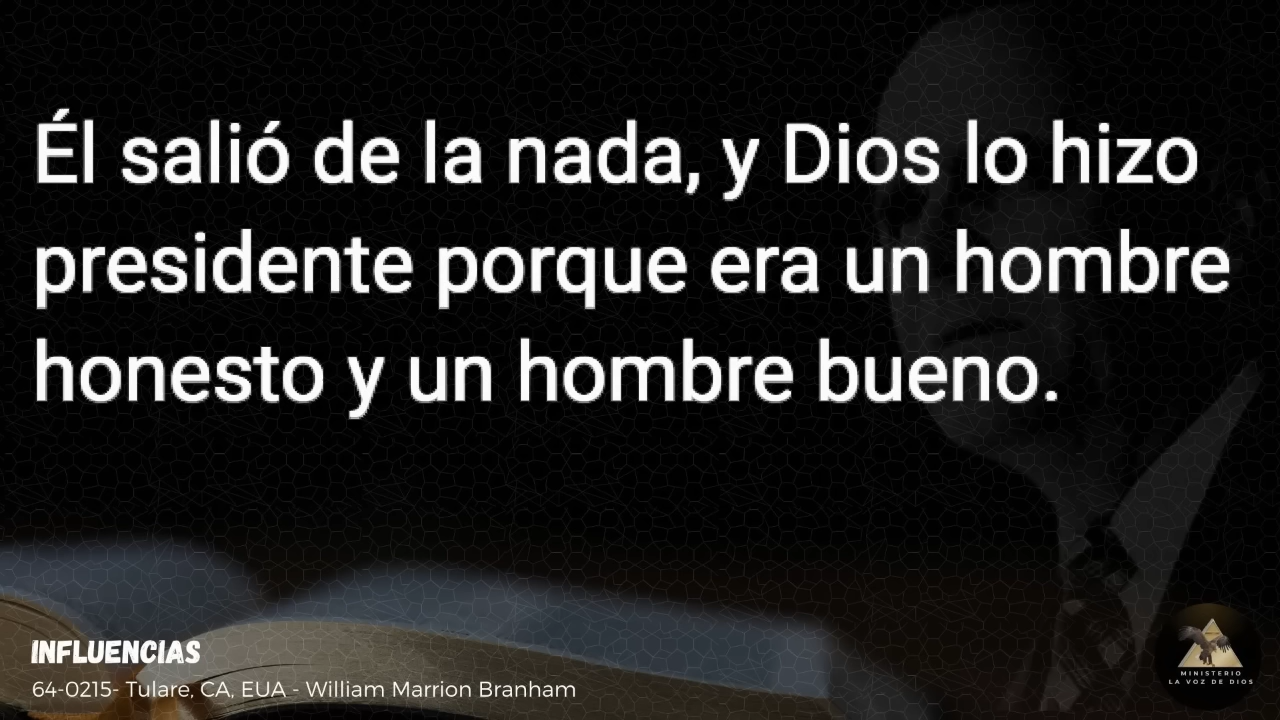 Él salió de la nada, y Dios lo hizo
presidente porque era un hombre
honesto y un hombre bueno.
INFLUENCIAS
64-0215- Tulare, CA, EUA - William Marrion Branham
MINISTERIO
LA VOZ DE DIOS